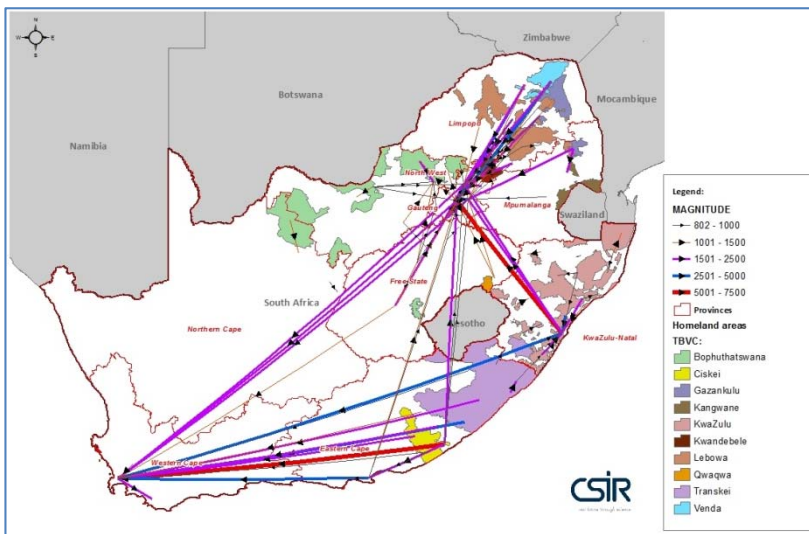 N
W
E
S
Zimbabwe
Botswana
Mocambique
Namibia
Limpopo
North West
Gauteng
Mpumalanga
Swaziland
Free State
South Africa
Lesotho
Northern Cape
KwaZulu-Natal
Western Cape
Eastern Cape
CSIR
Legend:
MAGNITUDE
802 - 1000
1001 - 1500
1501 - 2500
2501 - 5000
5001 - 7500
Provinces
Homeland areas
TBVC:
Bophuthatswana
Ciskei
Gazankulu
Kangwane
KwaZulu
Kwandebele
Lebowa
Qwaqwa
Transkei
Venda